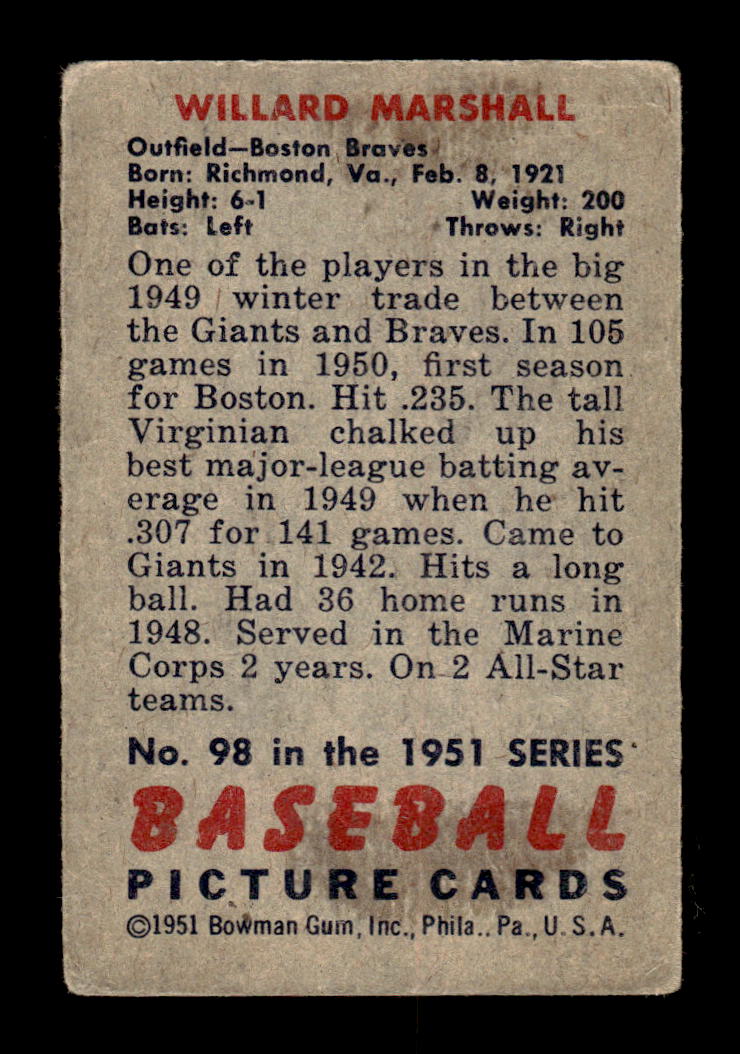 WILLARD MARSHALL
Outfield—Boston Braves
Born: Richmond, Va., Feb. 8, 1921
Height: 6-1 Weight: 200
Bats: Left Throws: Right
One of the players in the big
1949 winter trade between
the Giants and Braves. In 105
games in 1950, first season
for Boston. Hit .235. The tall
Virginian chalked up his
best major-league batting av-
erage in 1949 when he hit
.307 for 141 games. Came to
Giants in 1942. Hits a long
ball. Had 36 home runs in
1948. Served in the Marine
Corps 2 years. On 2 All-Star
teams.
No. 98 in the 1951 SERIES
BASEBALL
PICTURE CARDS
©1951 Bowman Gum, Inc., Phila., Pa., U.S.A.